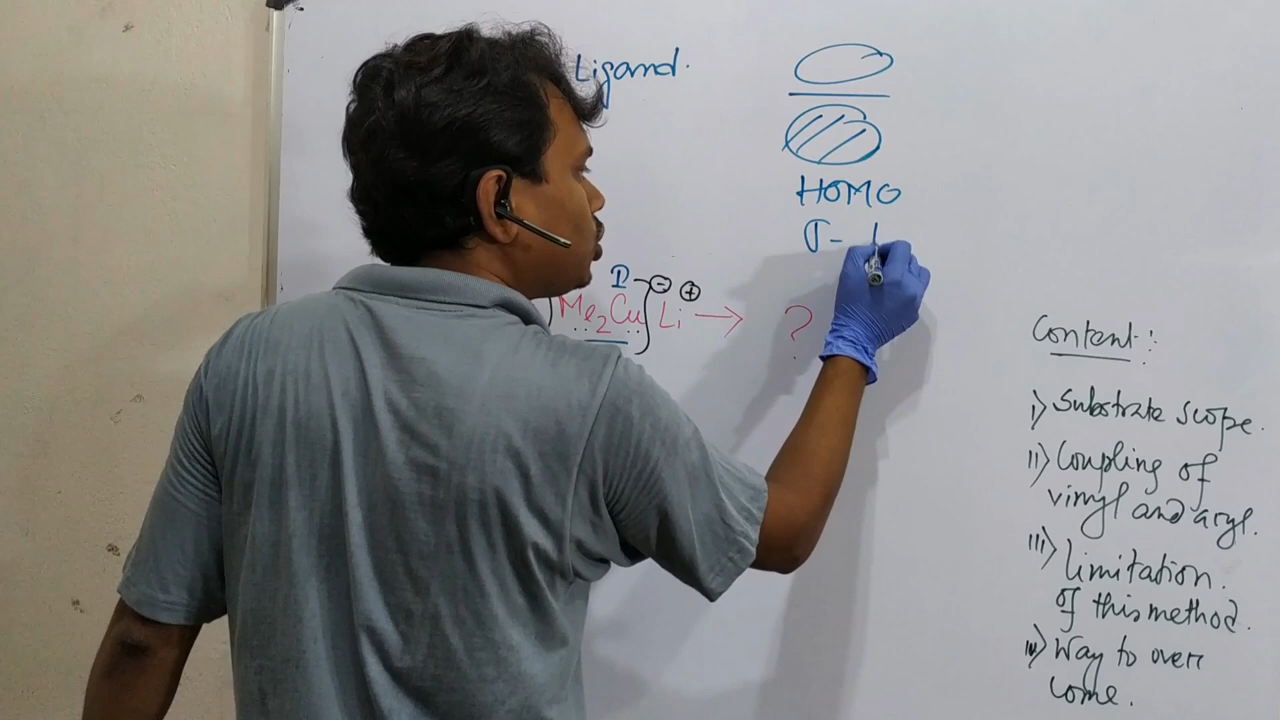 Ligand.
HOMO
σ-
I
Me₂Cu Li → ?
Content:
i) Substrate scope.
ii) Coupling of
vinyl and aryl.
iii) limitation.
of this method.
iv) Way to over
come.